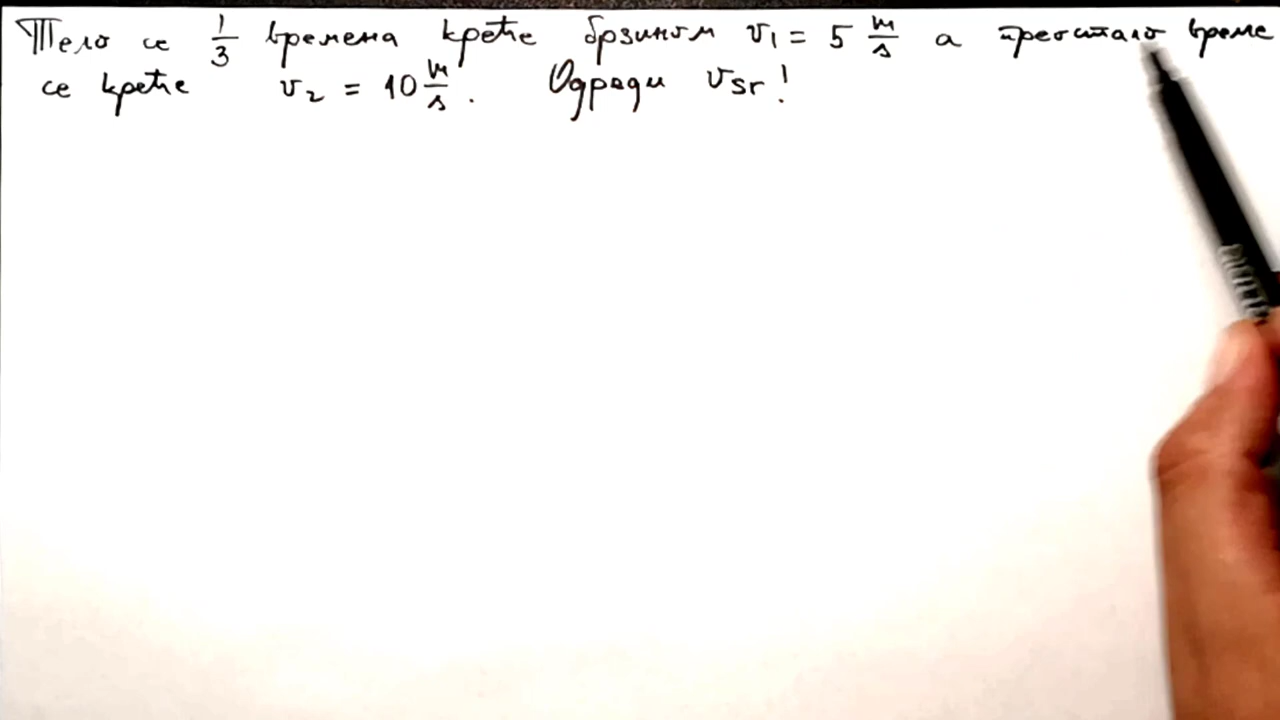 Тело се 1/3 времена креће брзином v₁ = 5 m/s а преостало време
се креће v₂ = 10 m/s. Одреди vsr!